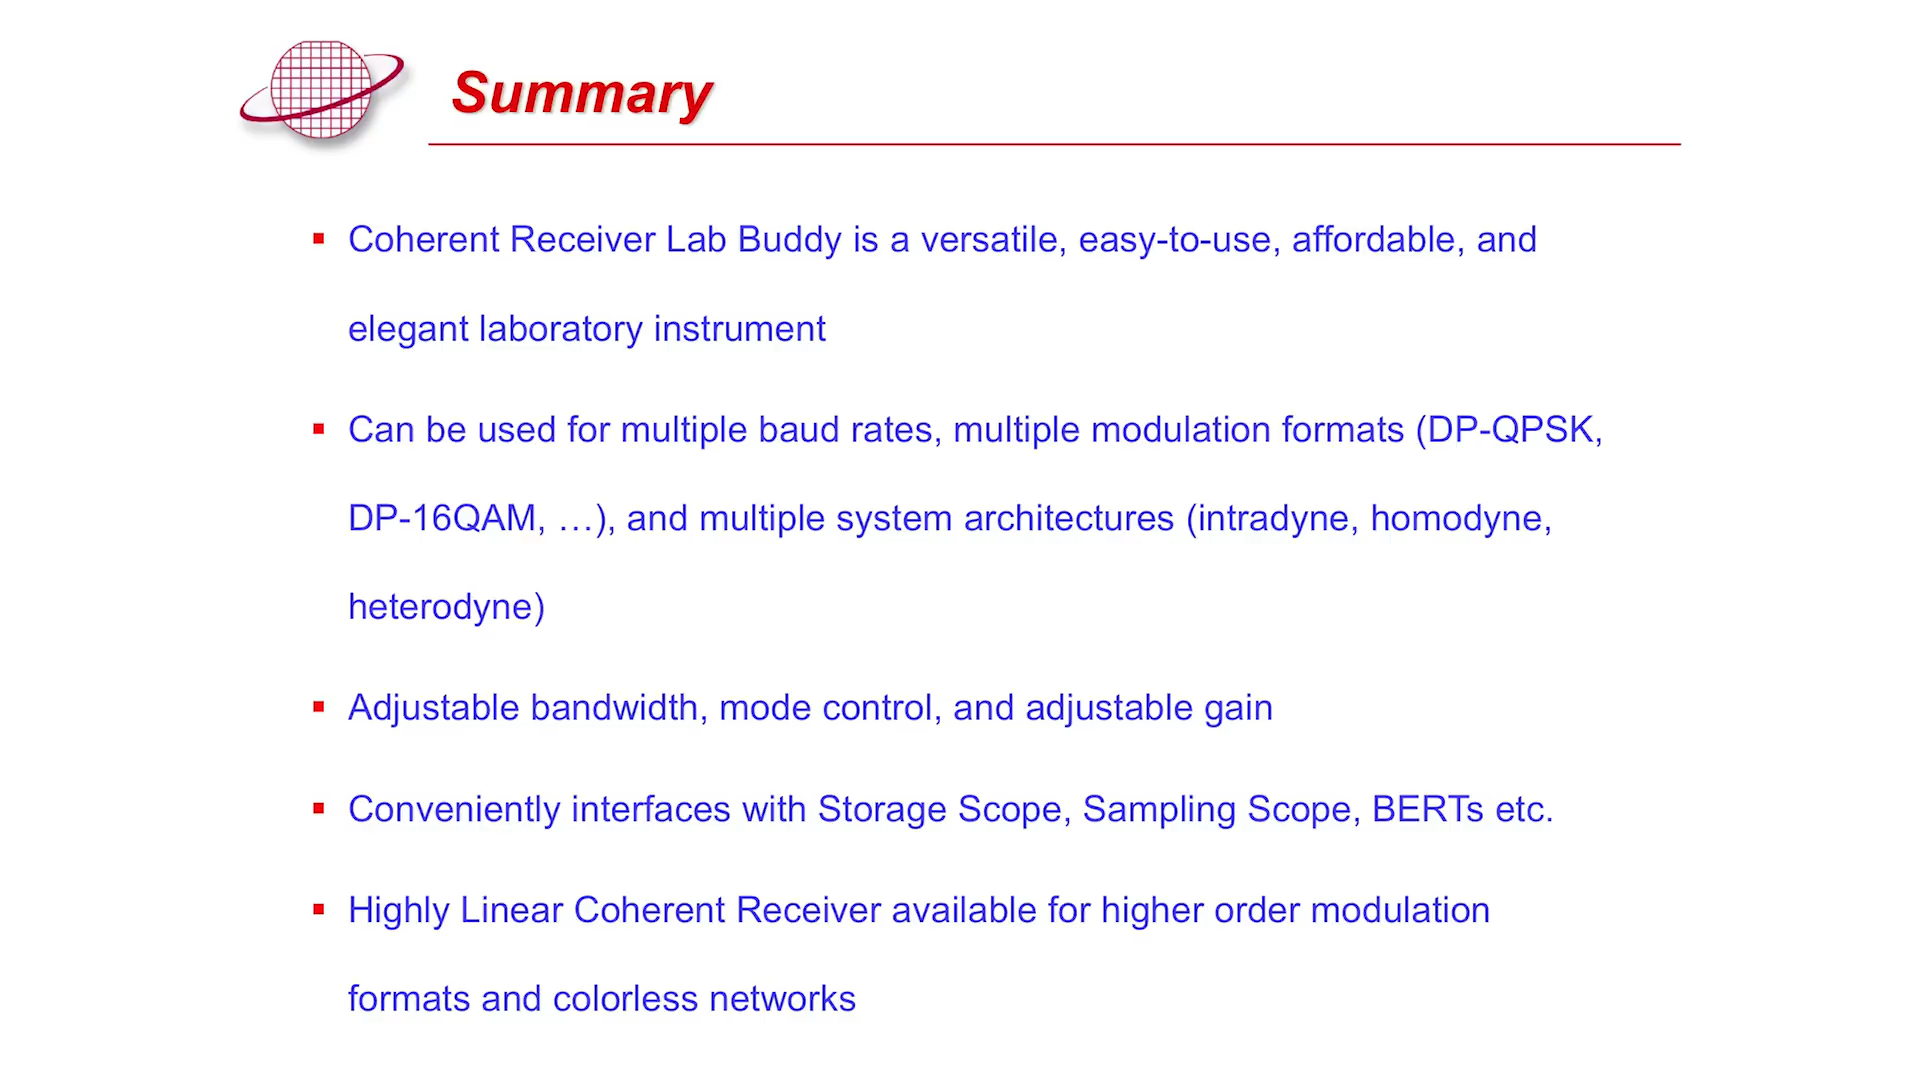 Summary
▪ Coherent Receiver Lab Buddy is a versatile, easy-to-use, affordable, and
elegant laboratory instrument
▪ Can be used for multiple baud rates, multiple modulation formats (DP-QPSK,
DP-16QAM, …), and multiple system architectures (intradyne, homodyne,
heterodyne)
▪ Adjustable bandwidth, mode control, and adjustable gain
▪ Conveniently interfaces with Storage Scope, Sampling Scope, BERTs etc.
▪ Highly Linear Coherent Receiver available for higher order modulation
formats and colorless networks